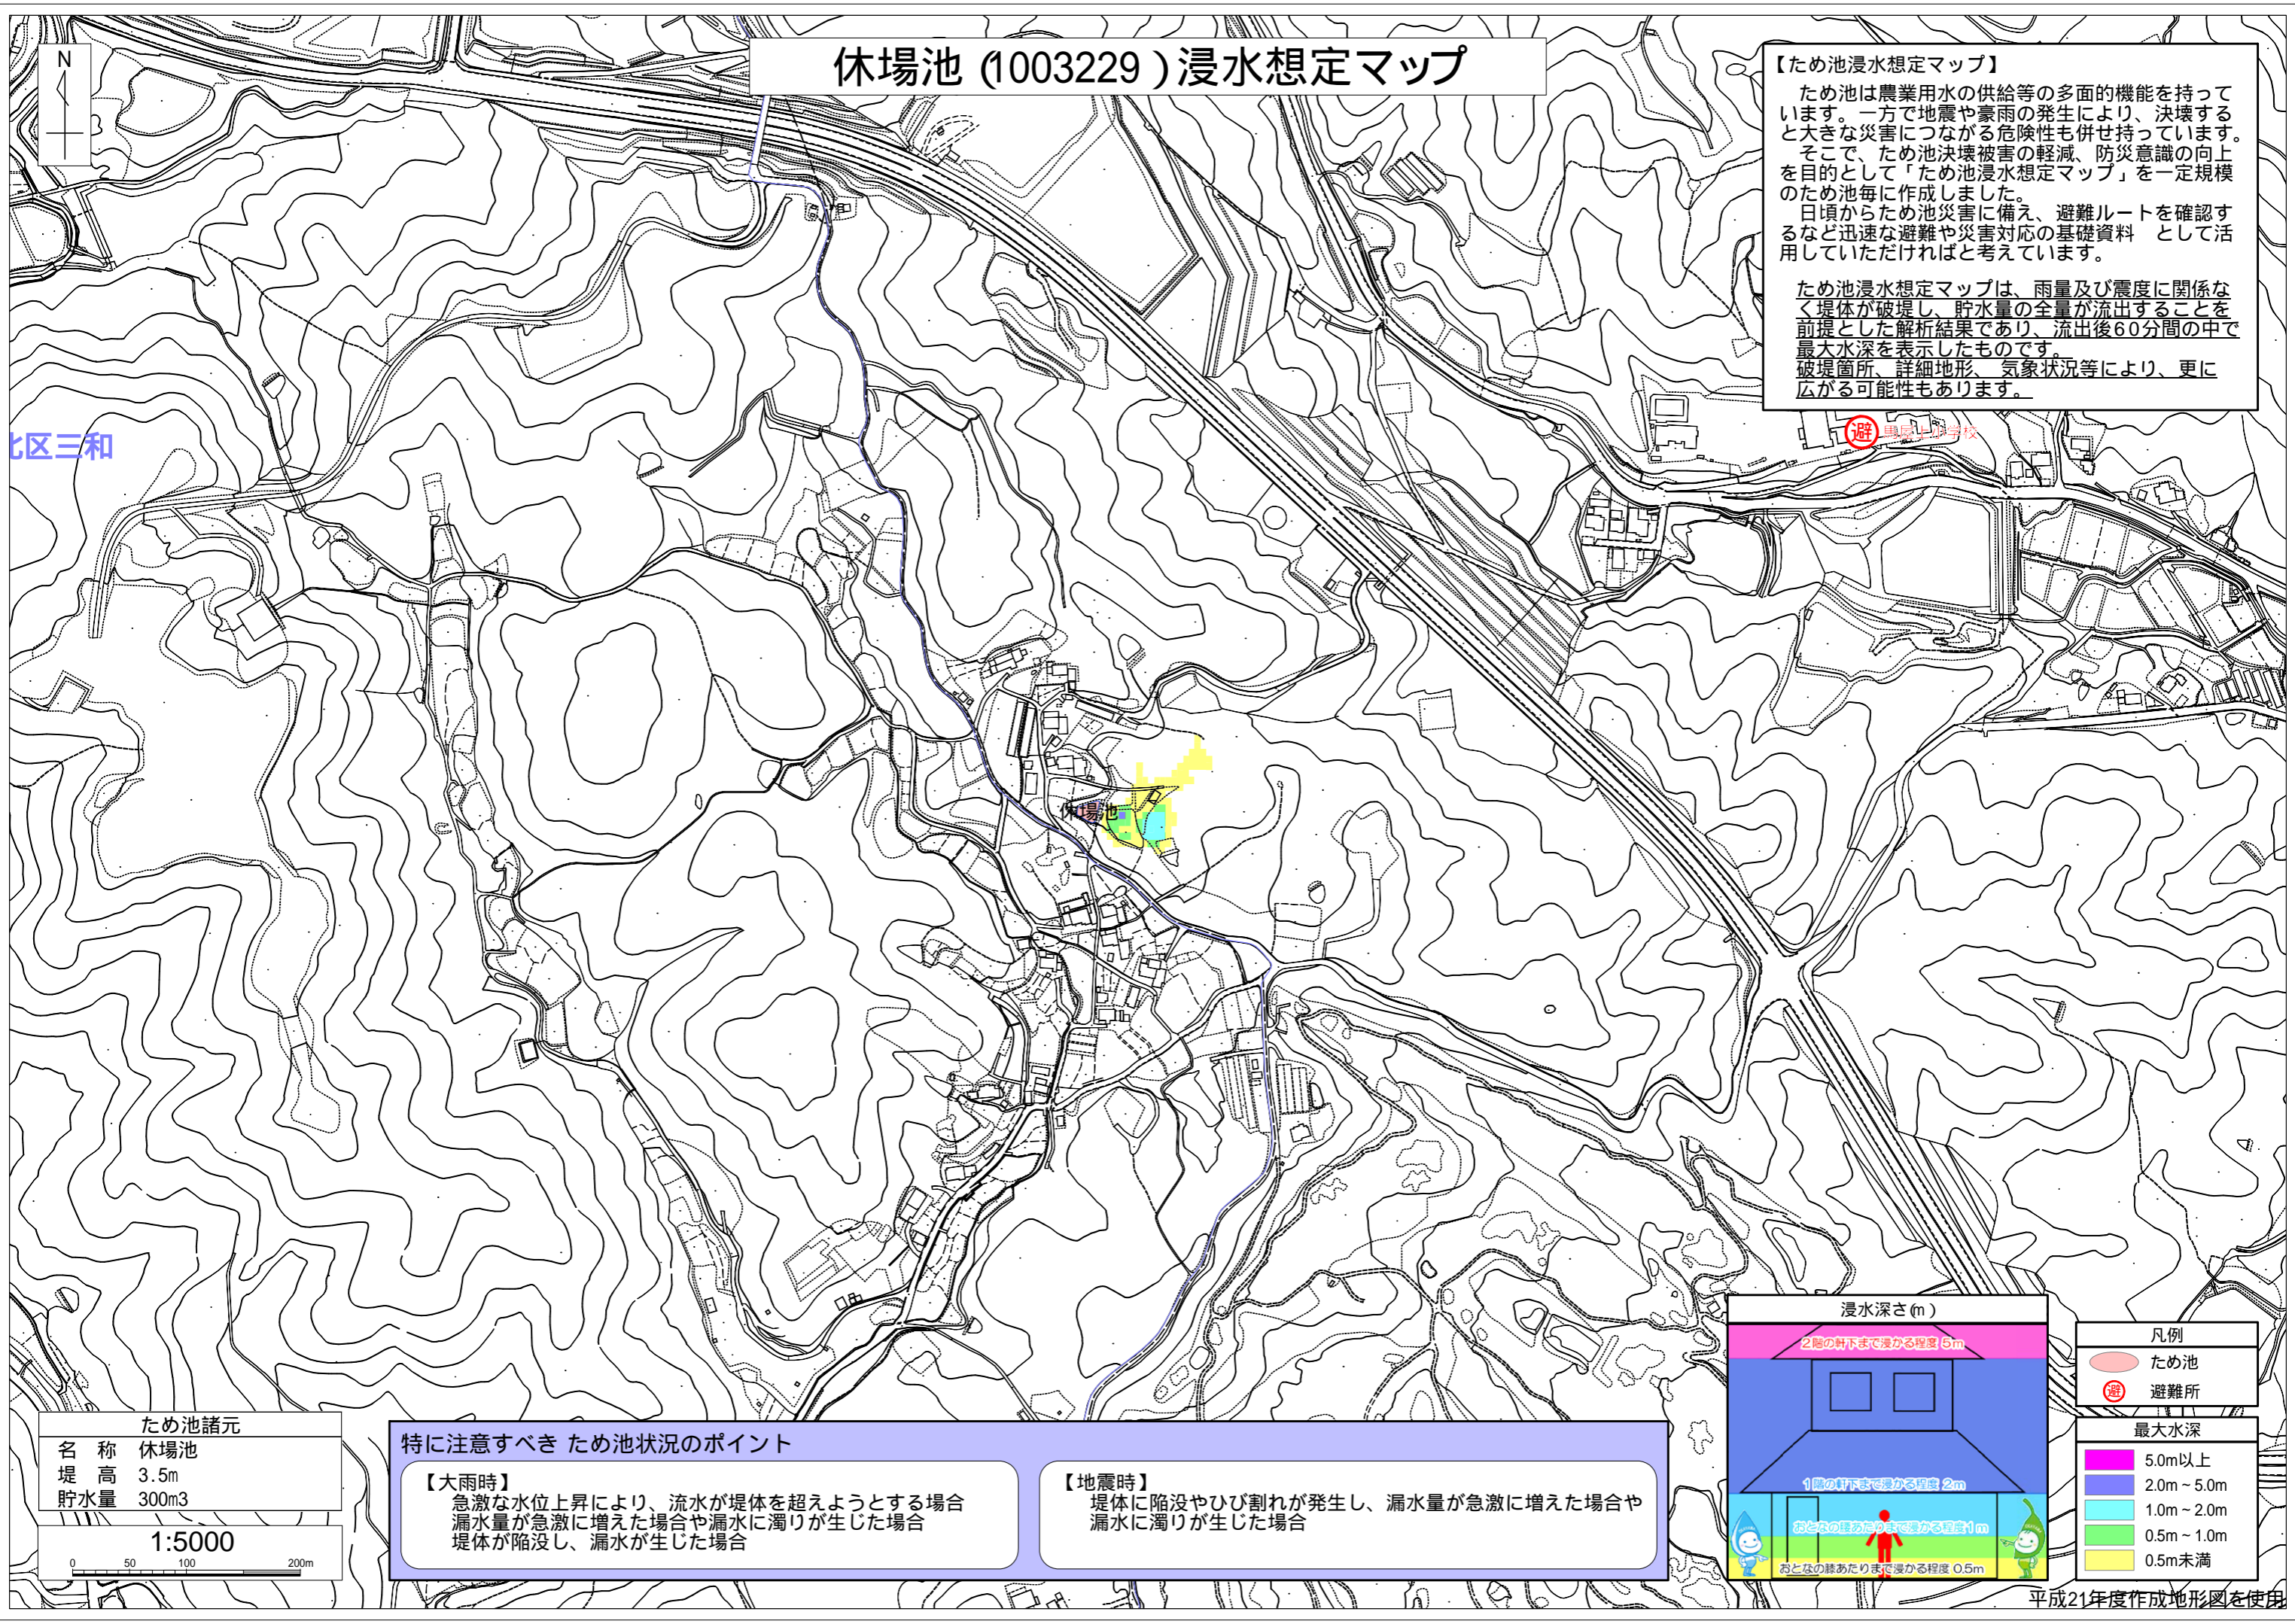 休場池 (1003229 ) 浸水想定マップ
N
【ため池浸水想定マップ】
ため池は農業用水の供給等の多面的機能を持って
います。一方で地震や豪雨の発生により、決壊する
と大きな災害につながる危険性も併せ持っています。
そこで、ため池決壊被害の軽減、防災意識の向上
を目的として「ため池浸水想定マップ」を一定規模
のため池毎に作成しました。
日頃からため池災害に備え、避難ルートを確認す
るなど迅速な避難や災害対応の基礎資料 として活
用していただければと考えています。
ため池浸水想定マップは、雨量及び震度に関係な
く堤体が破堤し、貯水量の全量が流出することを
前提とした解析結果であり、流出後60分間の中で
最大水深を表示したものです。
破堤箇所、詳細地形、 気象状況等により、更に
広がる可能性もあります。
避 馬屋上小学校
北区三和
休場池
ため池諸元
名 称 休場池
堤 高 3.5m
貯水量 300m3
1:5000
0 50 100 200m
特に注意すべき ため池状況のポイント
【大雨時】
急激な水位上昇により、流水が堤体を超えようとする場合
漏水量が急激に増えた場合や漏水に濁りが生じた場合
堤体が陥没し、漏水が生じた場合
【地震時】
堤体に陥没やひび割れが発生し、漏水量が急激に増えた場合や
漏水に濁りが生じた場合
浸水深さ(m )
2階の軒下まで浸かる程度 5m
1階の軒下まで浸かる程度 2m
おとなの腰あたりまで浸かる程度1m
おとなの膝あたりまで浸かる程度 0.5m
凡例
ため池
避 避難所
最大水深
5.0m以上
2.0m～5.0m
1.0m～2.0m
0.5m～1.0m
0.5m未満
平成21年度作成地形図を使用